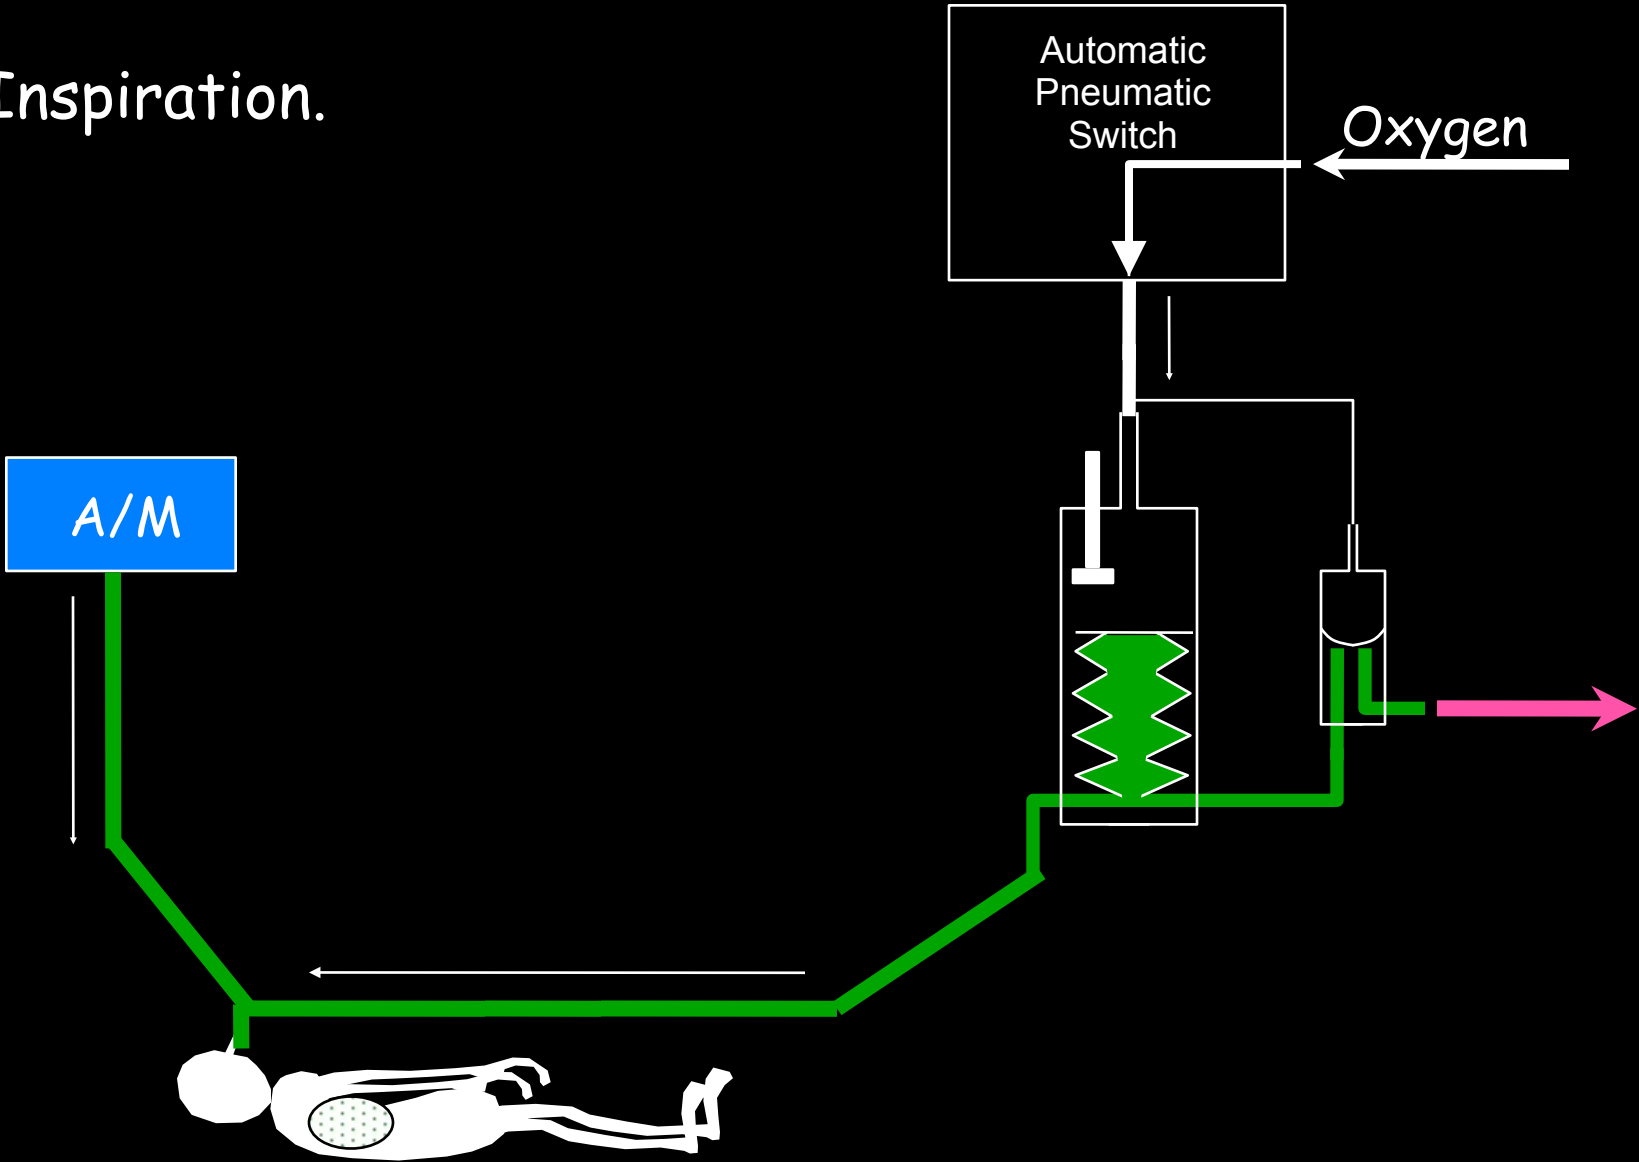 Inspiration.
Automatic
Pneumatic
Switch
Oxygen
A/M